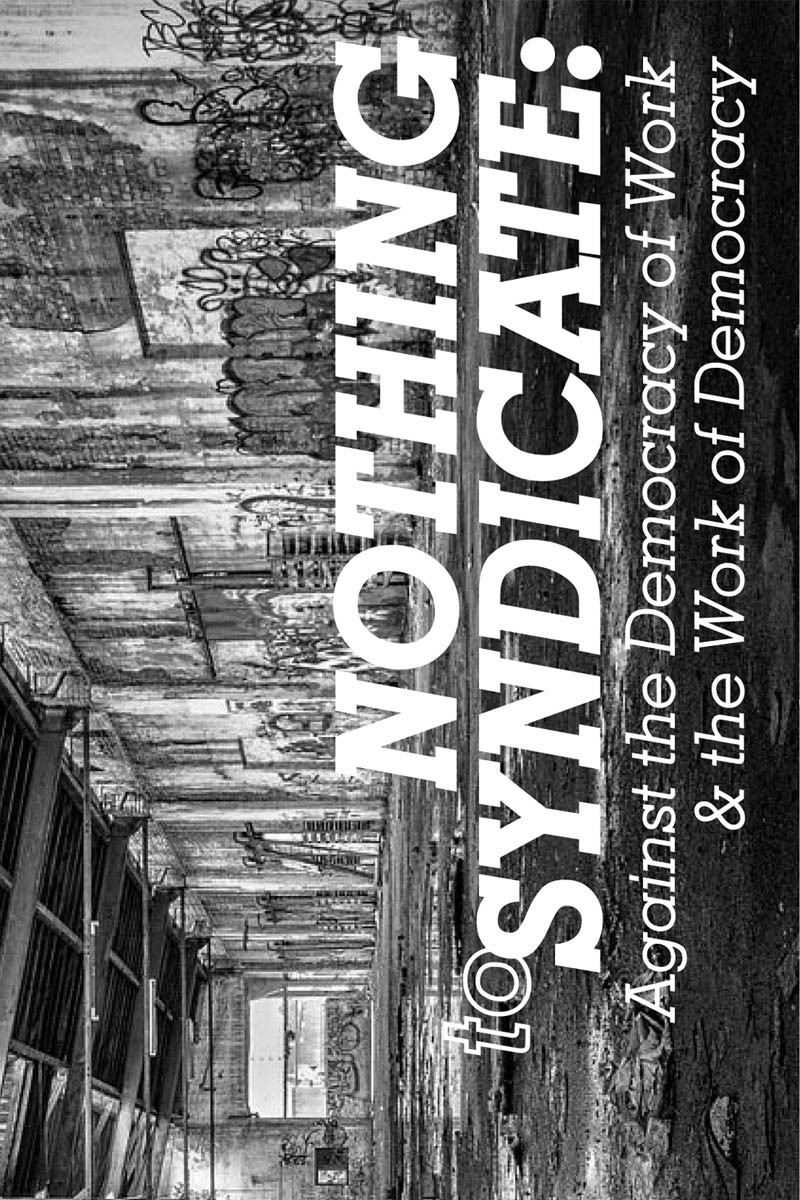 NOTHING
to SYNDICATE:
Against the Democracy of Work
& the Work of Democracy